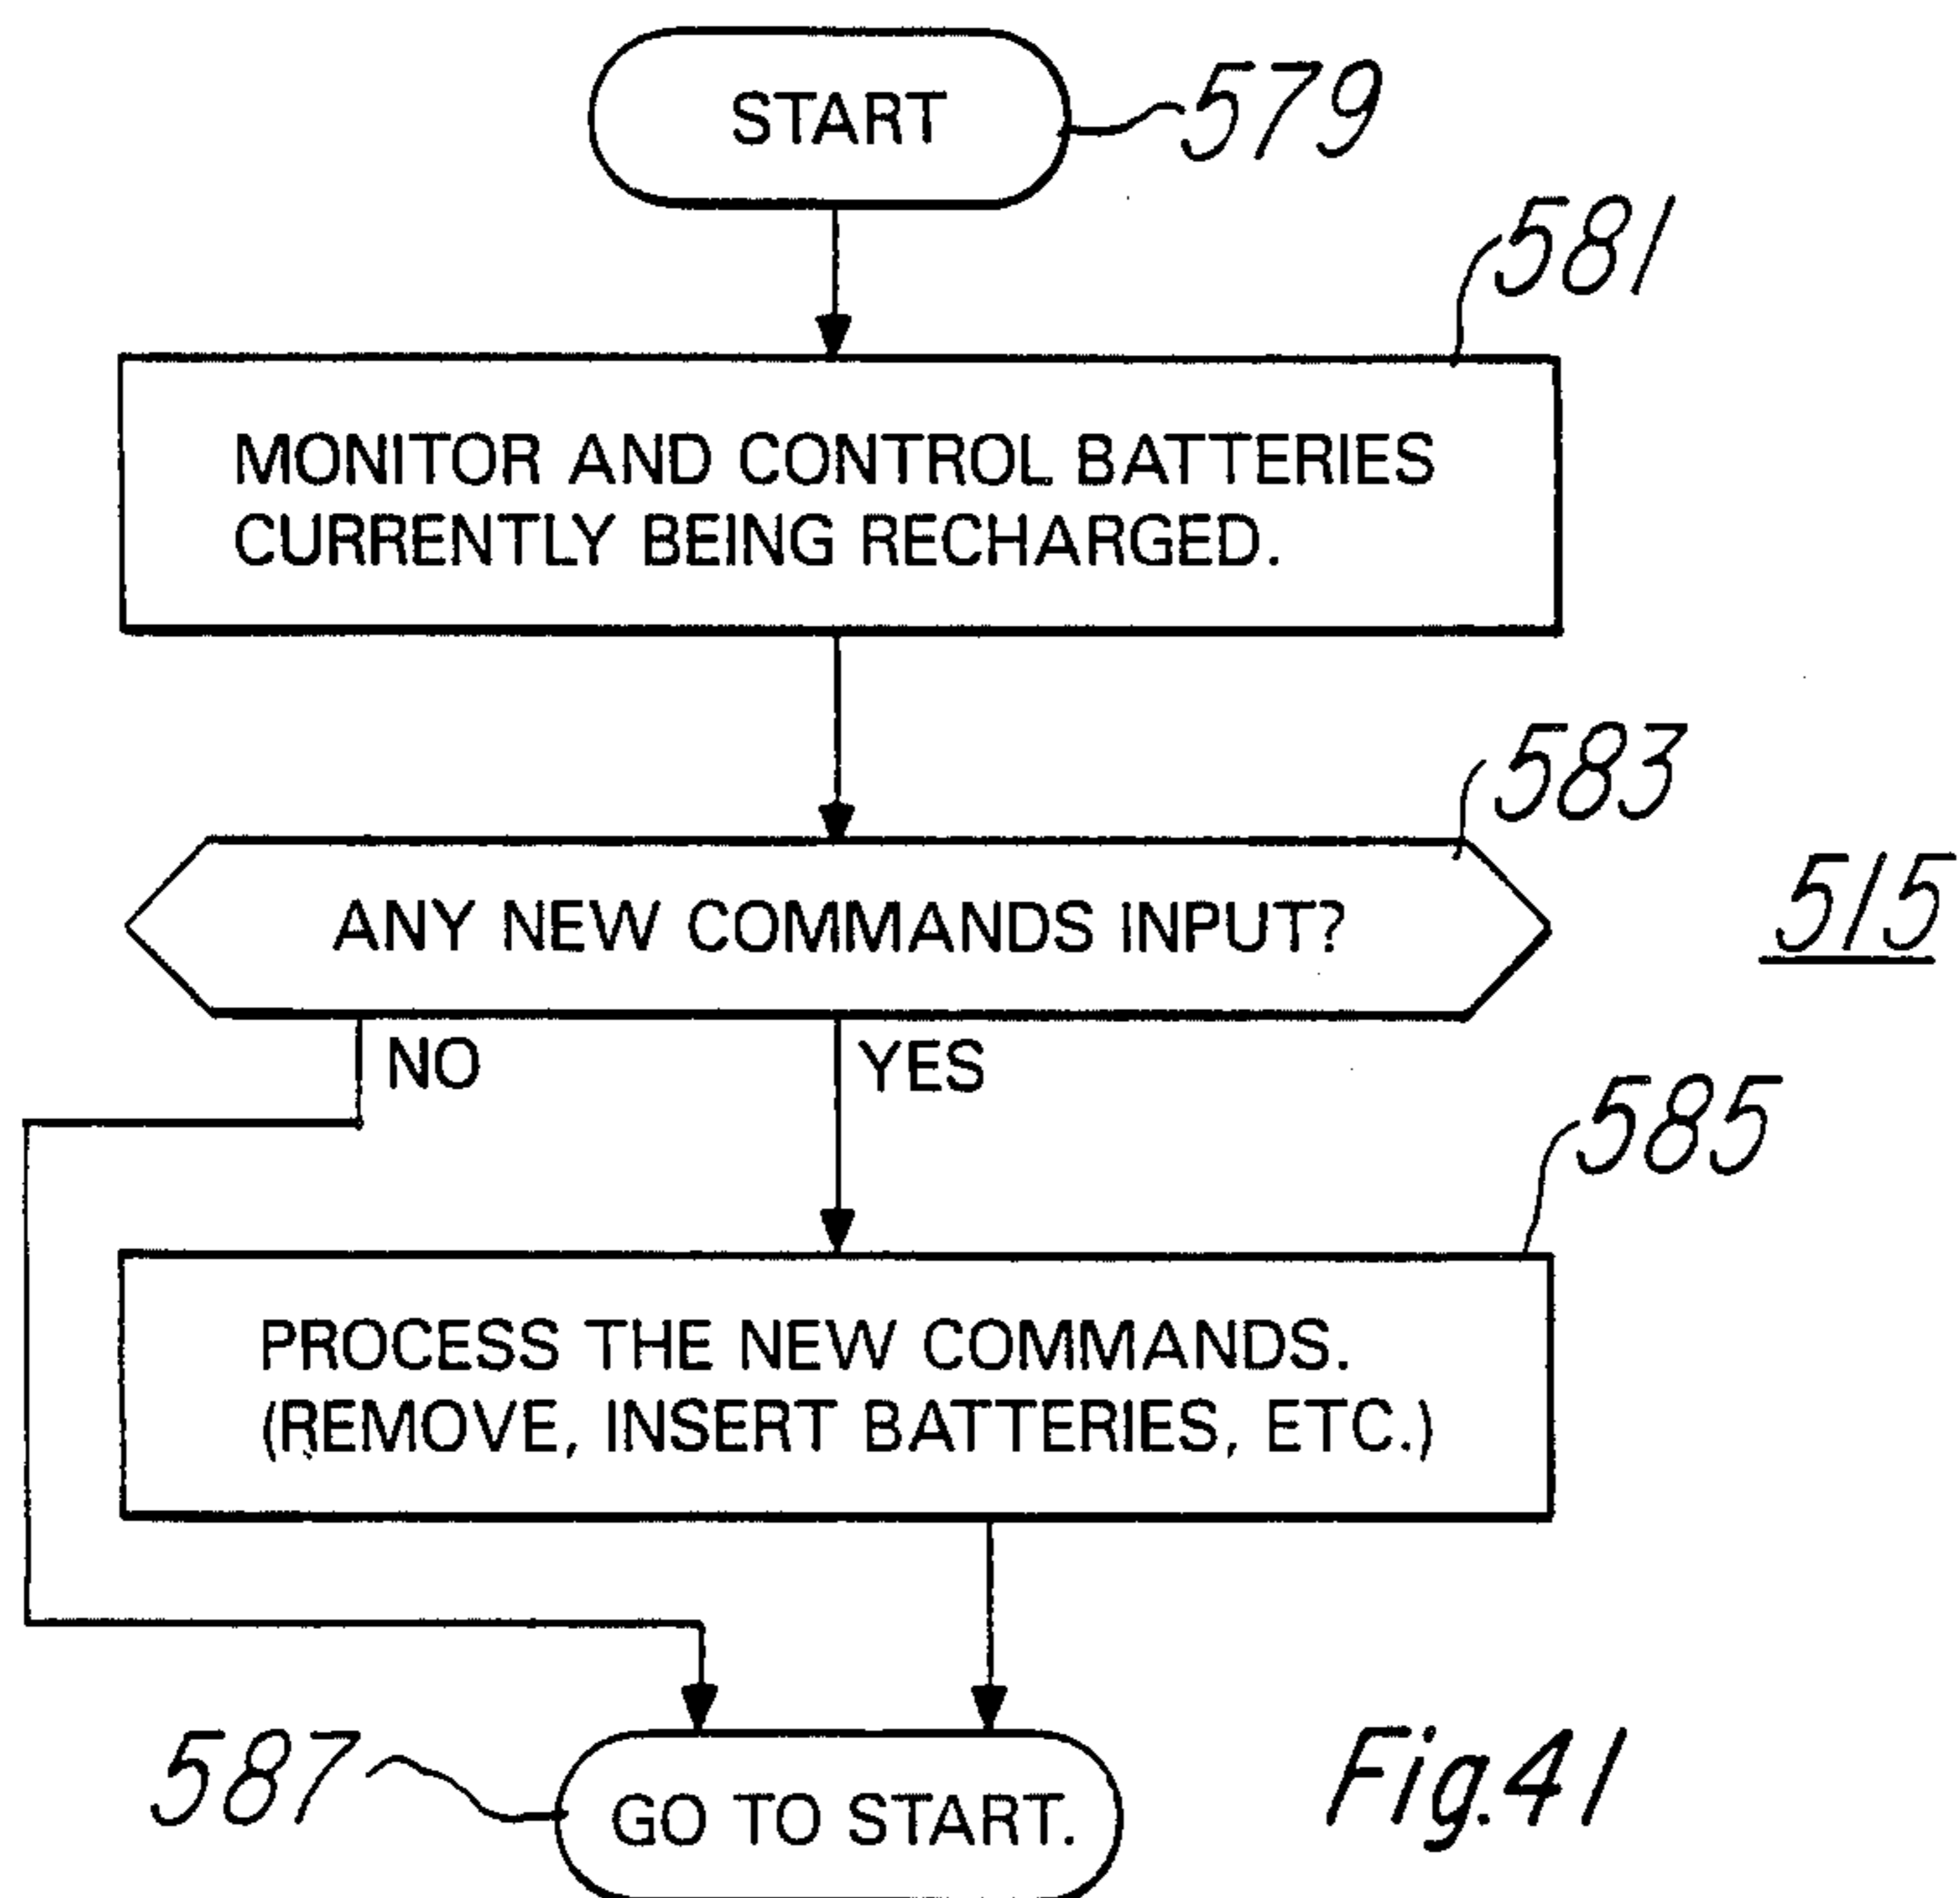 START
579
581
MONITOR AND CONTROL BATTERIES
CURRENTLY BEING RECHARGED.
583
ANY NEW COMMANDS INPUT?
515
NO
YES
585
PROCESS THE NEW COMMANDS.
(REMOVE, INSERT BATTERIES, ETC.)
587
GO TO START.
Fig.41